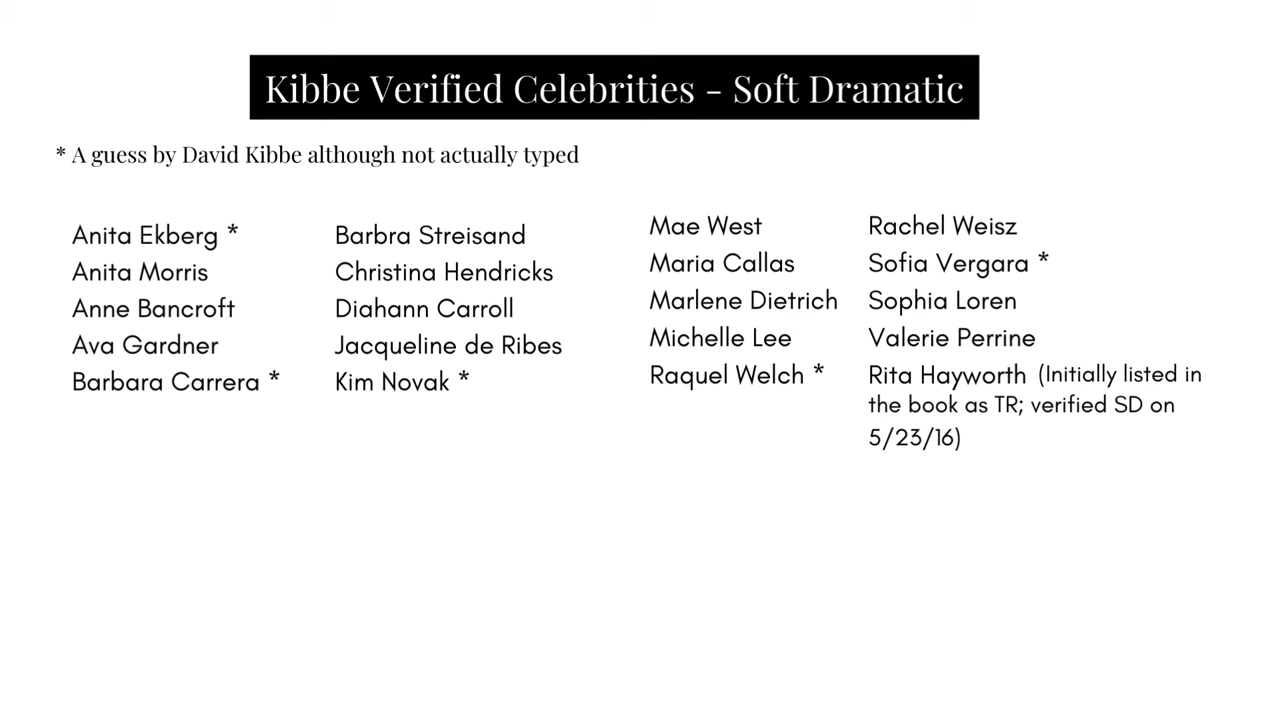 Kibbe Verified Celebrities - Soft Dramatic
* A guess by David Kibbe although not actually typed
Anita Ekberg *
Anita Morris
Anne Bancroft
Ava Gardner
Barbara Carrera *
Barbra Streisand
Christina Hendricks
Diahann Carroll
Jacqueline de Ribes
Kim Novak *
Mae West
Maria Callas
Marlene Dietrich
Michelle Lee
Raquel Welch *
Rachel Weisz
Sofia Vergara *
Sophia Loren
Valerie Perrine
Rita Hayworth (Initially listed in
the book as TR; verified SD on
5/23/16)